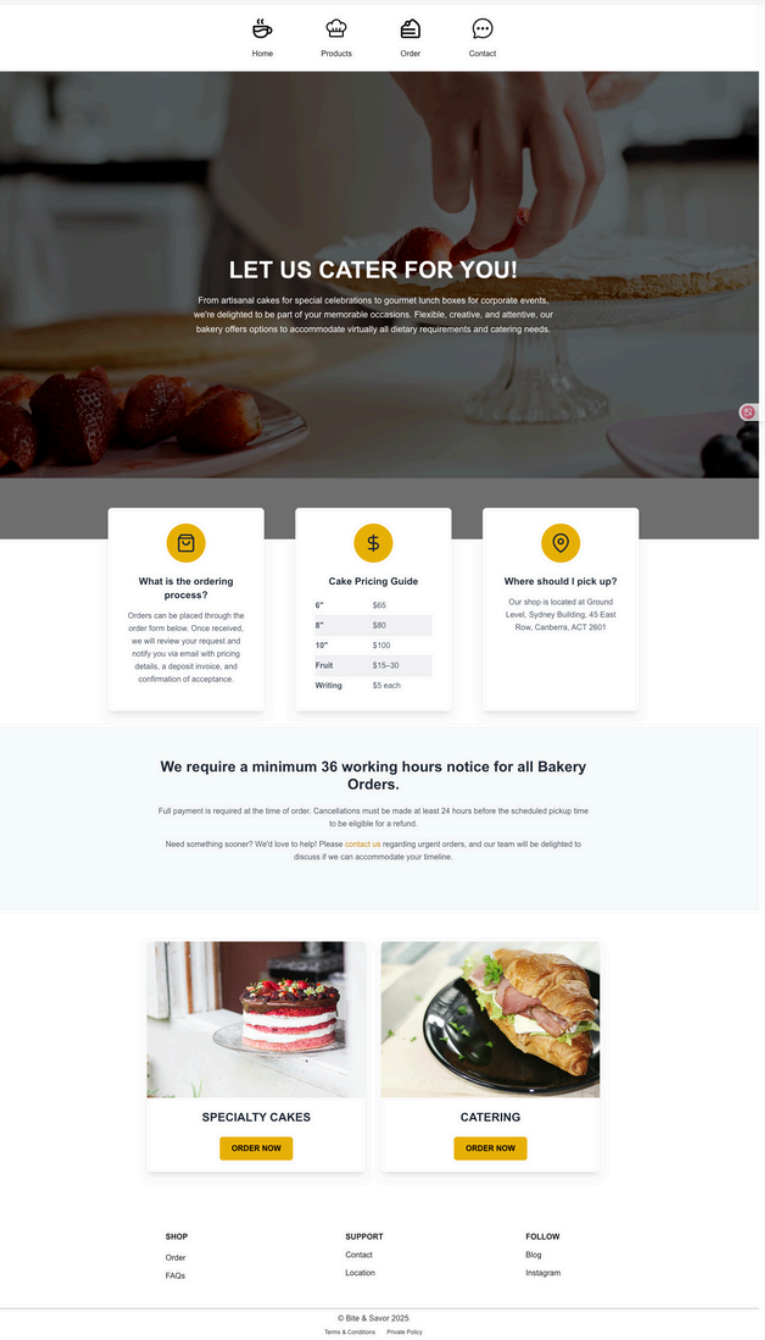 Home Products Order Contact
LET US CATER FOR YOU!
From artisanal cakes for special celebrations to gourmet lunch boxes for corporate events,
we're delighted to be part of your memorable occasions. Flexible, creative, and attentive, our
bakery offers options to accommodate virtually all dietary requirements and catering needs.
What is the ordering
process?
Orders can be placed through the
order form below. Once received,
we will review your request and
notify you via email with pricing
details, a deposit invoice, and
confirmation of acceptance.
Cake Pricing Guide
6" $65
8" $80
10" $100
Fruit $15–30
Writing $5 each
Where should I pick up?
Our shop is located at Ground
Level, Sydney Building, 45 East
Row, Canberra, ACT 2601
We require a minimum 36 working hours notice for all Bakery
Orders.
Full payment is required at the time of order. Cancellations must be made at least 24 hours before the scheduled pickup time
to be eligible for a refund.
Need something sooner? We'd love to help! Please contact us regarding urgent orders, and our team will be delighted to
discuss if we can accommodate your timeline.
SPECIALTY CAKES
ORDER NOW
CATERING
ORDER NOW
SHOP
Order
FAQs
SUPPORT
Contact
Location
FOLLOW
Blog
Instagram
© Bite & Savor 2025
Terms & Conditions Private Policy